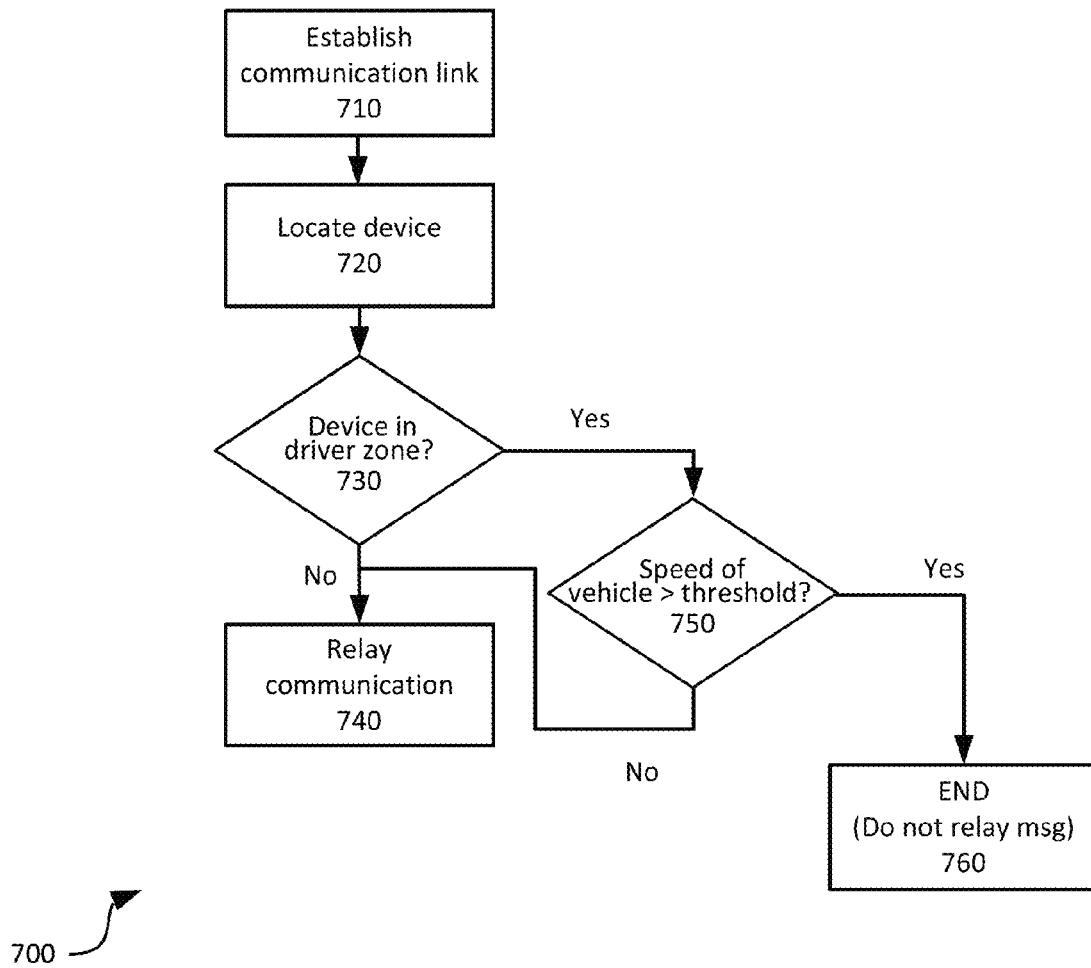 Establish
communication link
710
Locate device
720
Device in
driver zone?
730
Yes
No
Speed of
vehicle > threshold?
750
Yes
Relay
communication
740
No
END
(Do not relay msg)
760
700